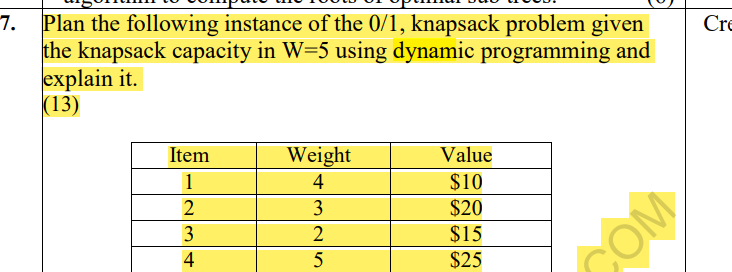 7. Plan the following instance of the 0/1, knapsack problem given
the knapsack capacity in W=5 using dynamic programming and
explain it.
(13)
Item Weight Value
1 4 $10
2 3 $20
3 2 $15
4 5 $25
COM